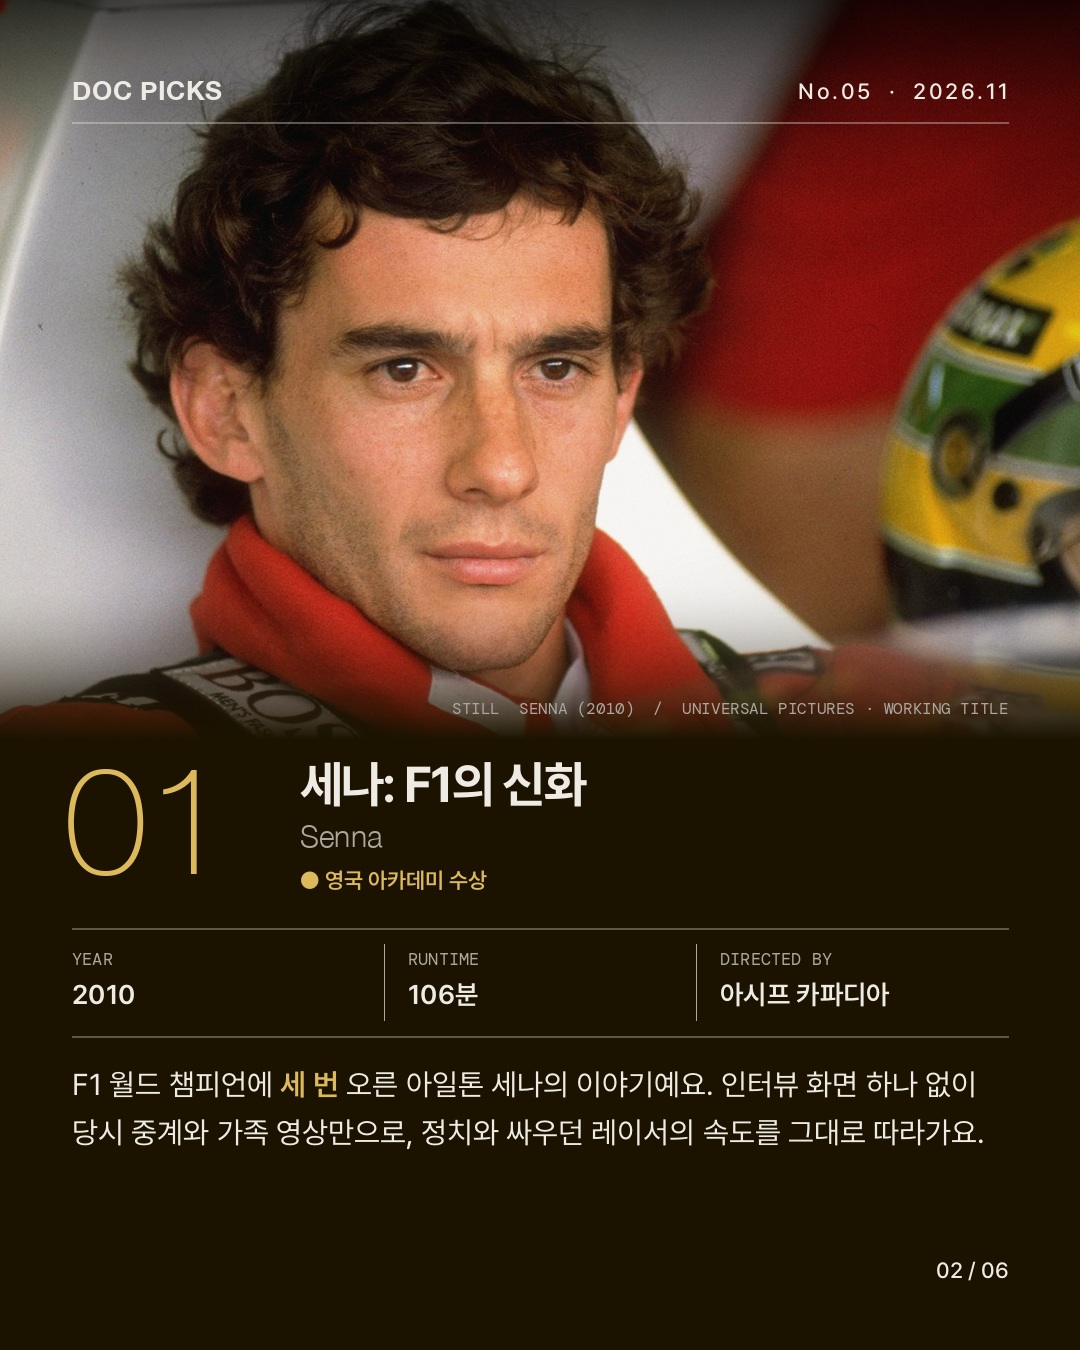 DOC PICKS
No.05 · 2026.11
STILL SENNA (2010) / UNIVERSAL PICTURES · WORKING TITLE
01
세나: F1의 신화
Senna
● 영국 아카데미 수상
YEAR
2010
RUNTIME
106분
DIRECTED BY
아시프 카파디아
F1 월드 챔피언에 세 번 오른 아일톤 세나의 이야기예요. 인터뷰 화면 하나 없이
당시 중계와 가족 영상만으로, 정치와 싸우던 레이서의 속도를 그대로 따라가요.
02 / 06